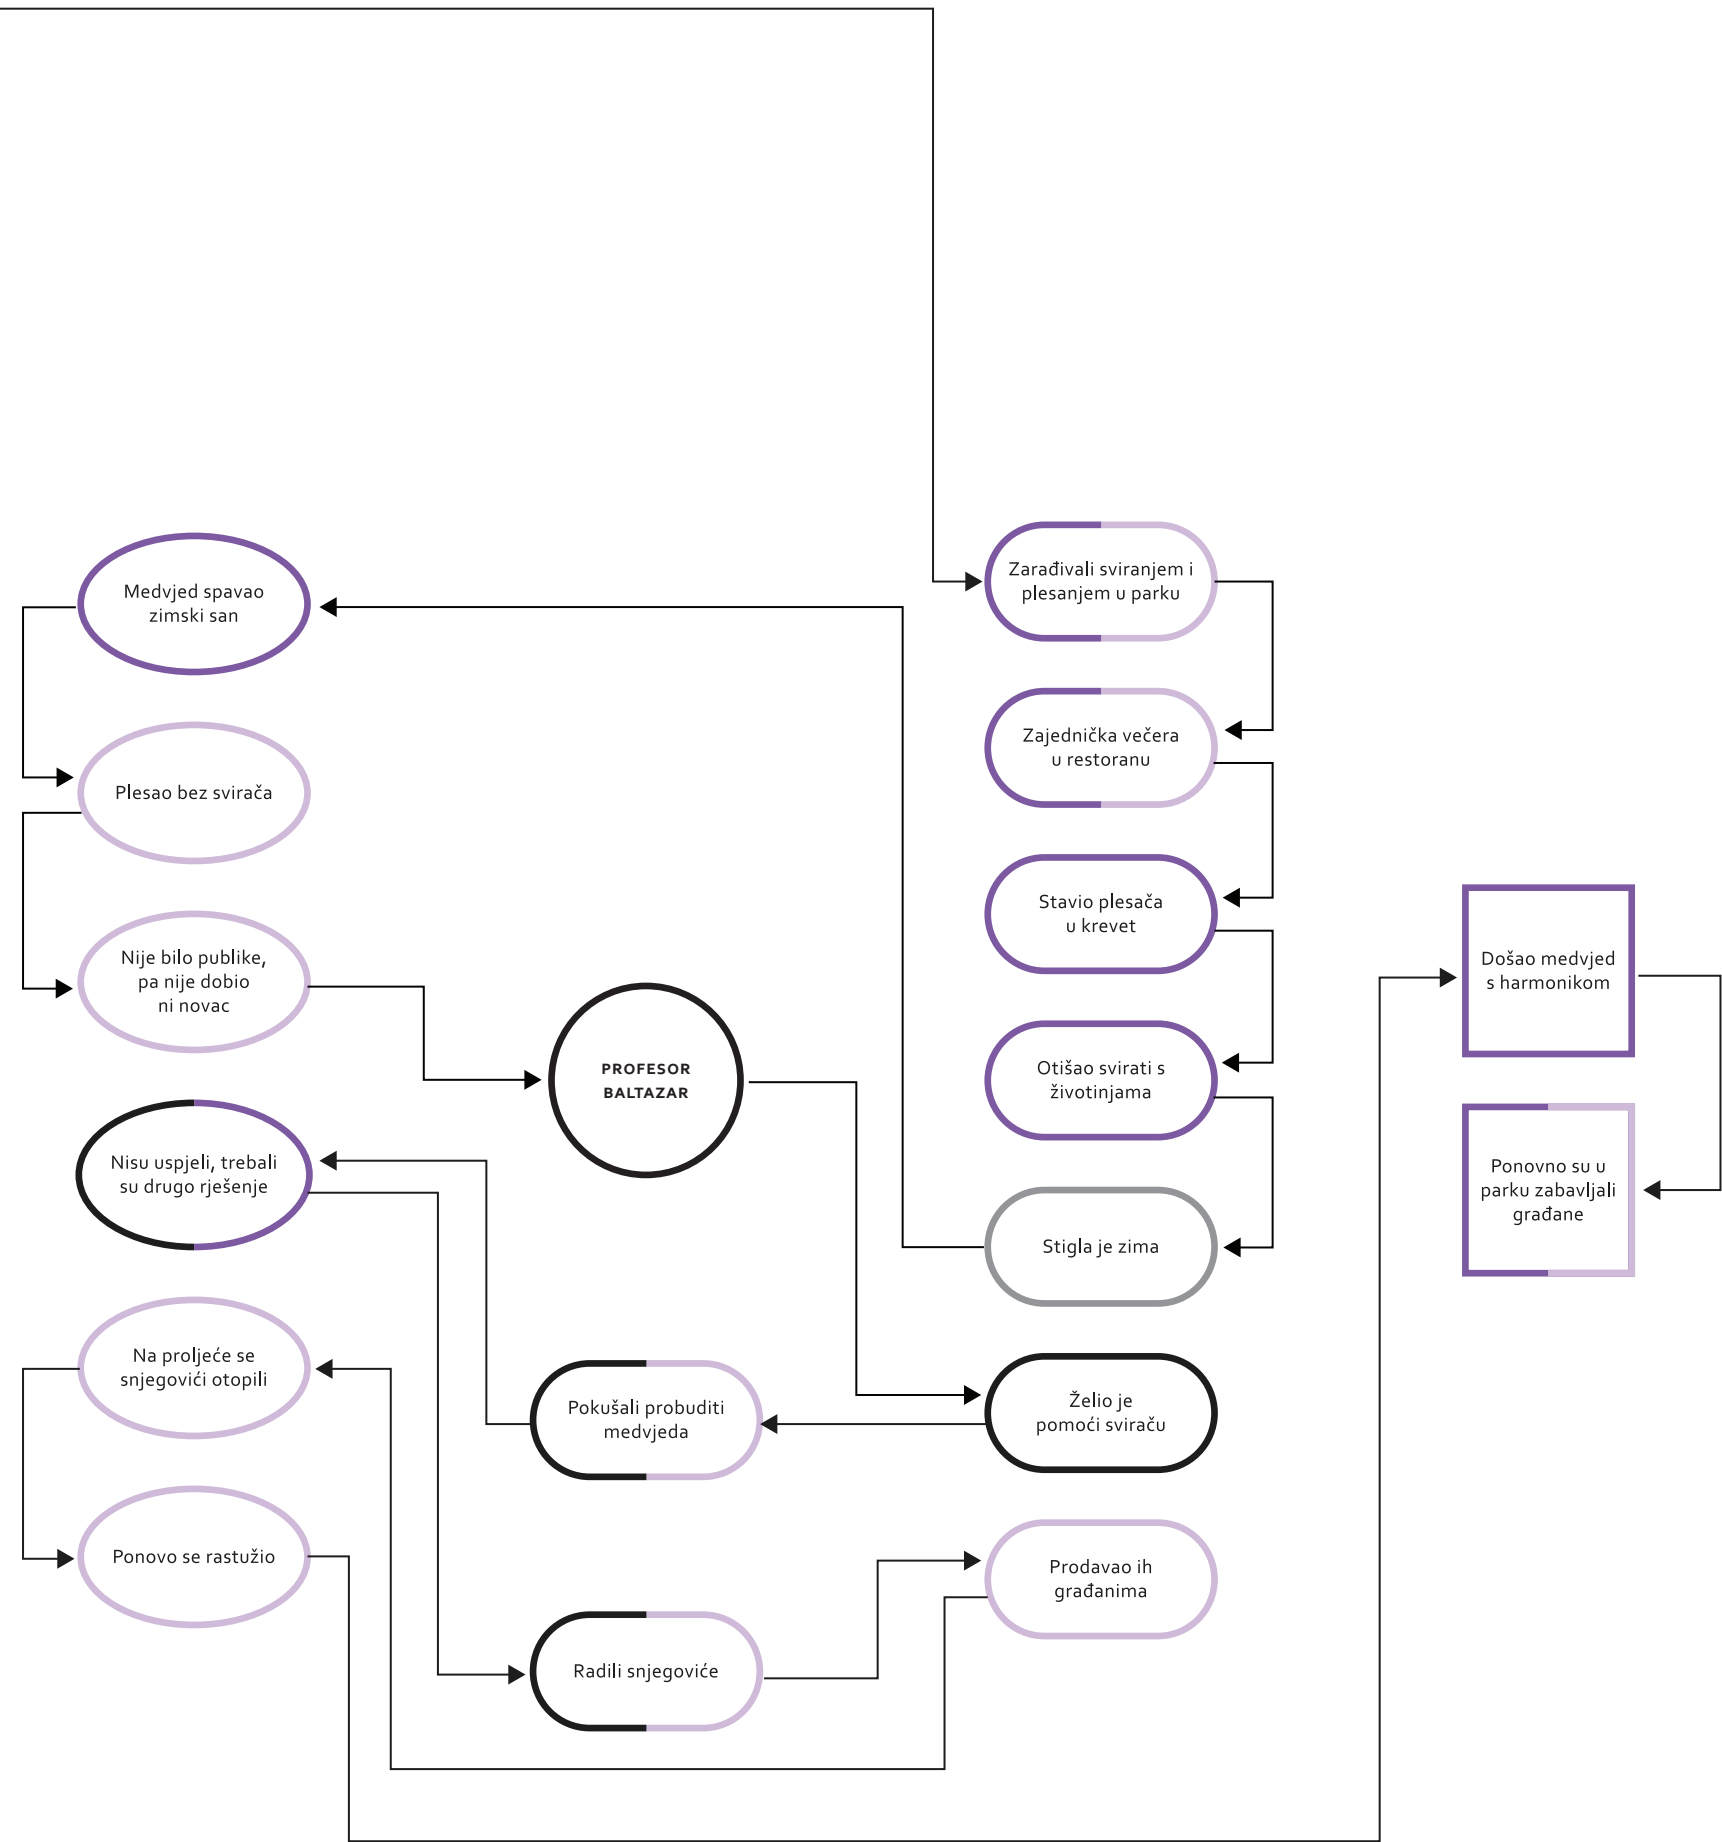 Medvjed spavao
zimski san
Plesao bez svirača
Nije bilo publike,
pa nije dobio
ni novac
Nisu uspjeli, trebali
su drugo rješenje
Na proljeće se
snjegovići otopili
Ponovo se rastužio
PROFESOR
BALTAZAR
Pokušali probuditi
medvjeda
Radili snjegoviće
Zarađivali sviranjem i
plesanjem u parku
Zajednička večera
u restoranu
Stavio plesača
u krevet
Otišao svirati s
životinjama
Stigla je zima
Želio je
pomoći sviraču
Prodavao ih
građanima
Došao medvjed
s harmonikom
Ponovno su u
parku zabavljali
građane